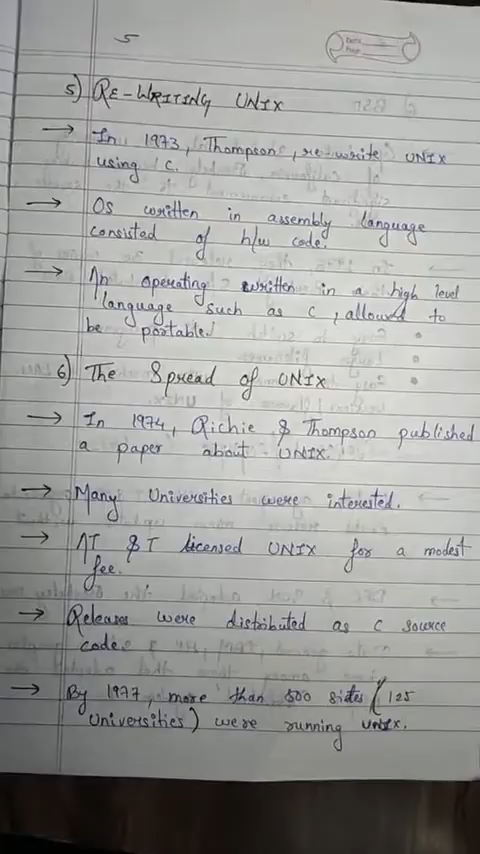 5
Date
Page
5) RE-WRITING UNIX
→ In 1973, Thompson, re-write UNIX
using C.
→ OS written in assembly language
consisted of h/w code.
→ An operating written in a high level
language such as C, allowed to
be portable.
6) The Spread of UNIX
→ In 1974, Richie & Thompson published
a paper about UNIX.
→ Many Universities were interested.
→ AT &T licensed UNIX for a modest
fee.
→ Releases were distributed as C source
code.
→ By 1977, more than 500 sites (125
Universities) were running UNIX.